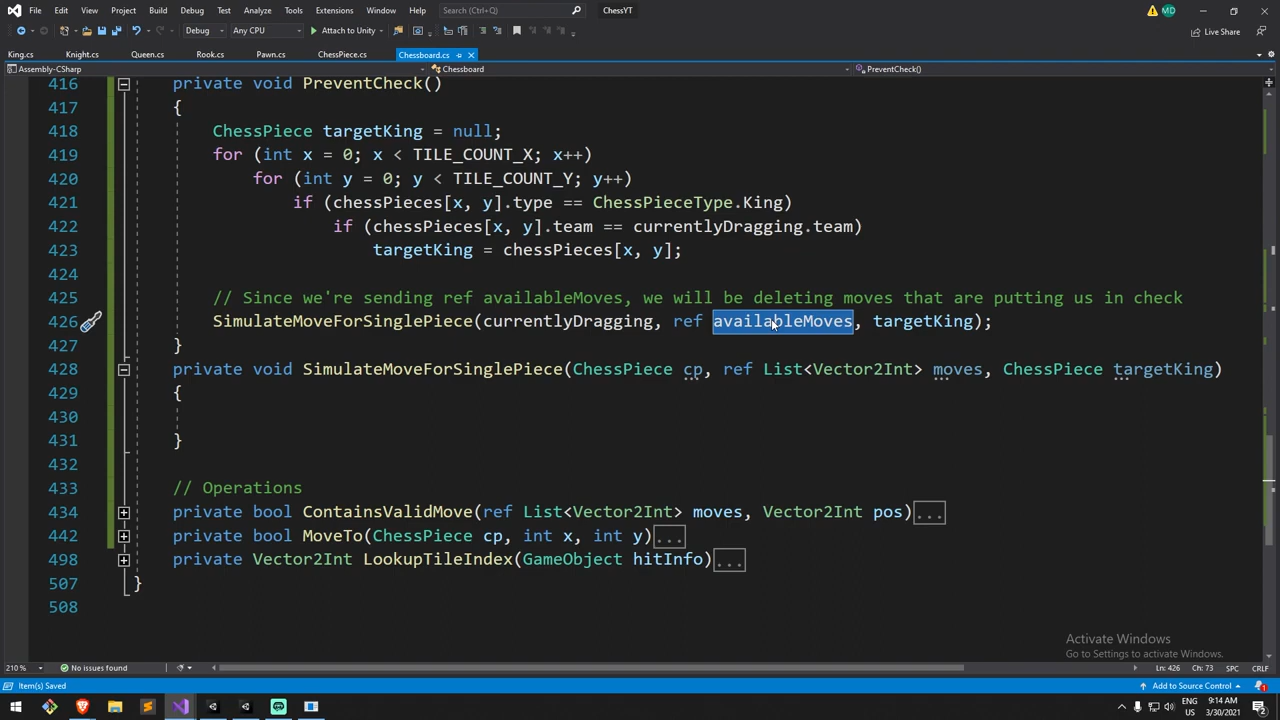 File Edit View Project Build Debug Test Analyze Tools Extensions Window Help Search (Ctrl+Q) ChessYT MD
Debug Any CPU Attach to Unity Live Share
King.cs Knight.cs Queen.cs Rook.cs Pawn.cs ChessPiece.cs Chessboard.cs
Assembly-CSharp Chessboard PreventCheck()
416 private void PreventCheck()
417 {
418 ChessPiece targetKing = null;
419 for (int x = 0; x < TILE_COUNT_X; x++)
420 for (int y = 0; y < TILE_COUNT_Y; y++)
421 if (chessPieces[x, y].type == ChessPieceType.King)
422 if (chessPieces[x, y].team == currentlyDragging.team)
423 targetKing = chessPieces[x, y];
424
425 // Since we're sending ref availableMoves, we will be deleting moves that are putting us in check
426 SimulateMoveForSinglePiece(currentlyDragging, ref availableMoves, targetKing);
427 }
428 private void SimulateMoveForSinglePiece(ChessPiece cp, ref List<Vector2Int> moves, ChessPiece targetKing)
429 {
430
431 }
432
433 // Operations
434 private bool ContainsValidMove(ref List<Vector2Int> moves, Vector2Int pos)...
442 private bool MoveTo(ChessPiece cp, int x, int y)...
498 private Vector2Int LookupTileIndex(GameObject hitInfo)...
507 }
508
Activate Windows
Go to Settings to activate Windows.
210 % No issues found Ln: 426 Ch: 73 SPC CRLF
Item(s) Saved Add to Source Control 1
ENG 9:14 AM
US 3/30/2021 2